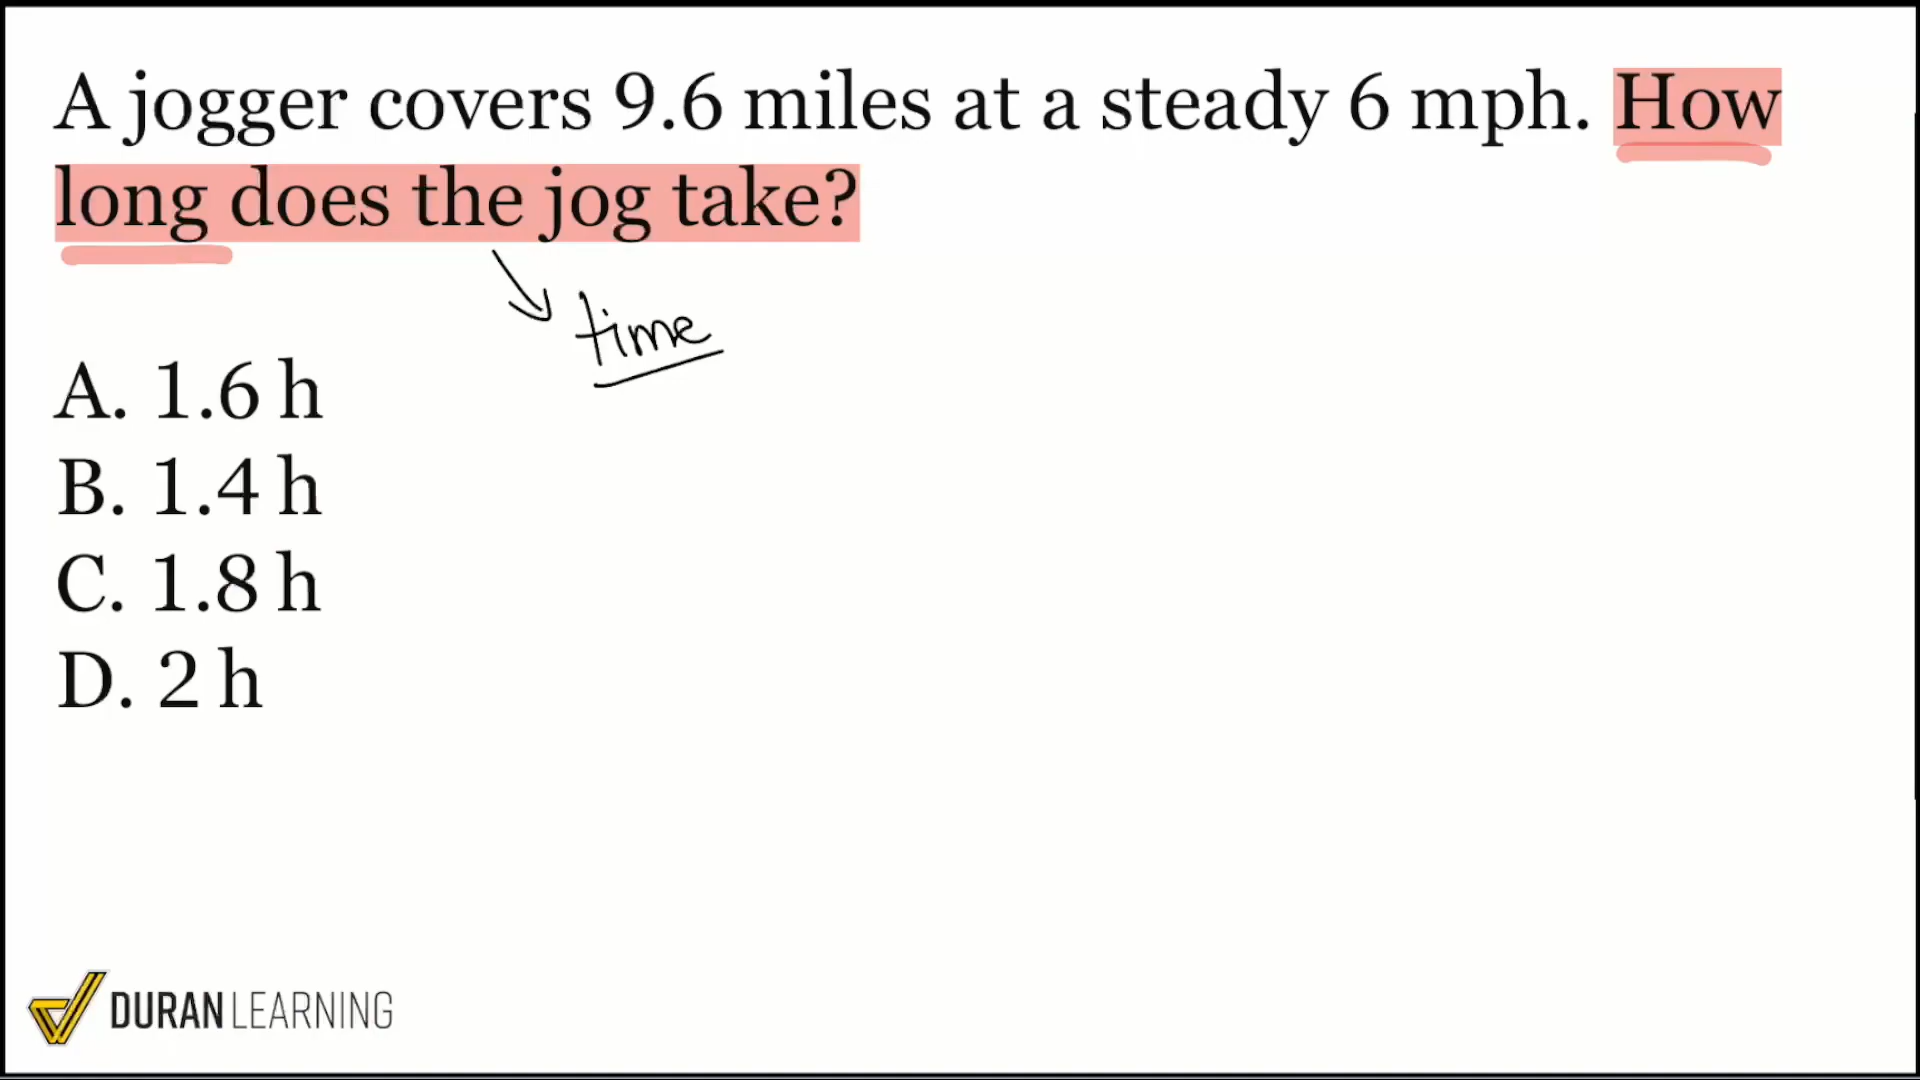 A jogger covers 9.6 miles at a steady 6 mph. How
long does the jog take?
time
A. 1.6 h
B. 1.4 h
C. 1.8 h
D. 2 h
DURAN LEARNING